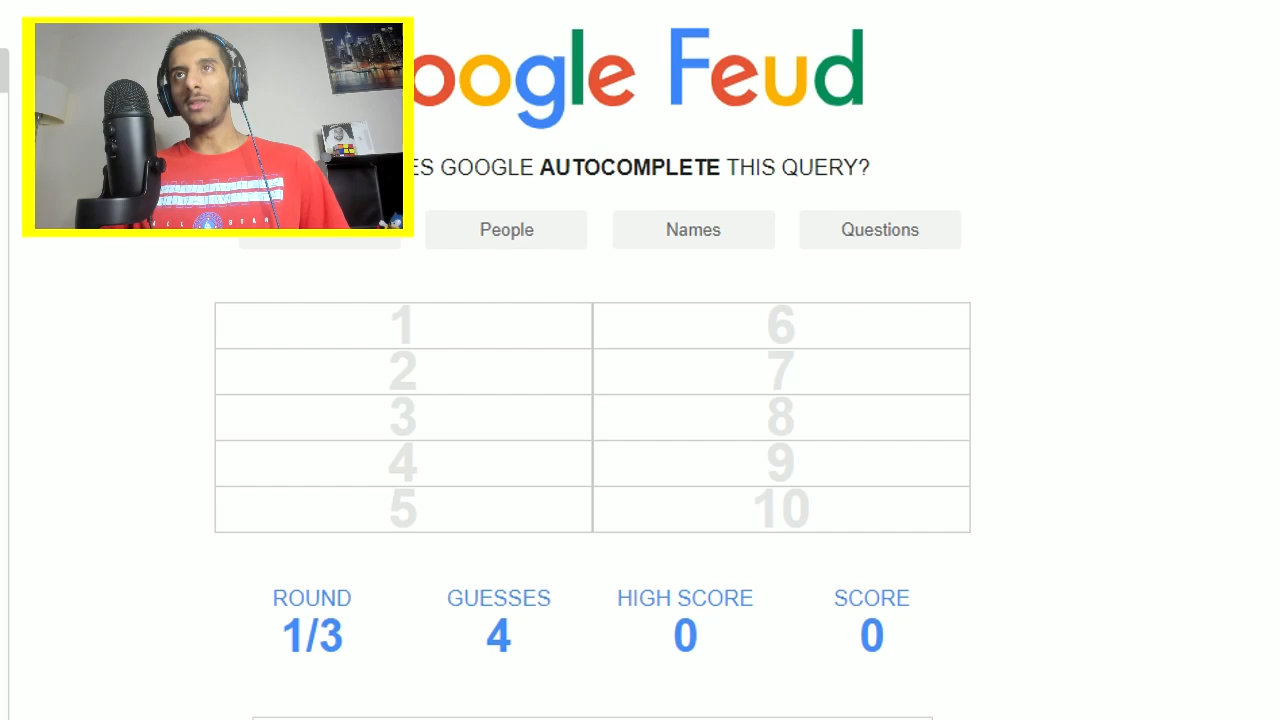 oogle Feud
ES GOOGLE AUTOCOMPLETE THIS QUERY?
People Names Questions
1 6
2 7
3 8
4 9
5 10
ROUND GUESSES HIGH SCORE SCORE
1/3 4 0 0